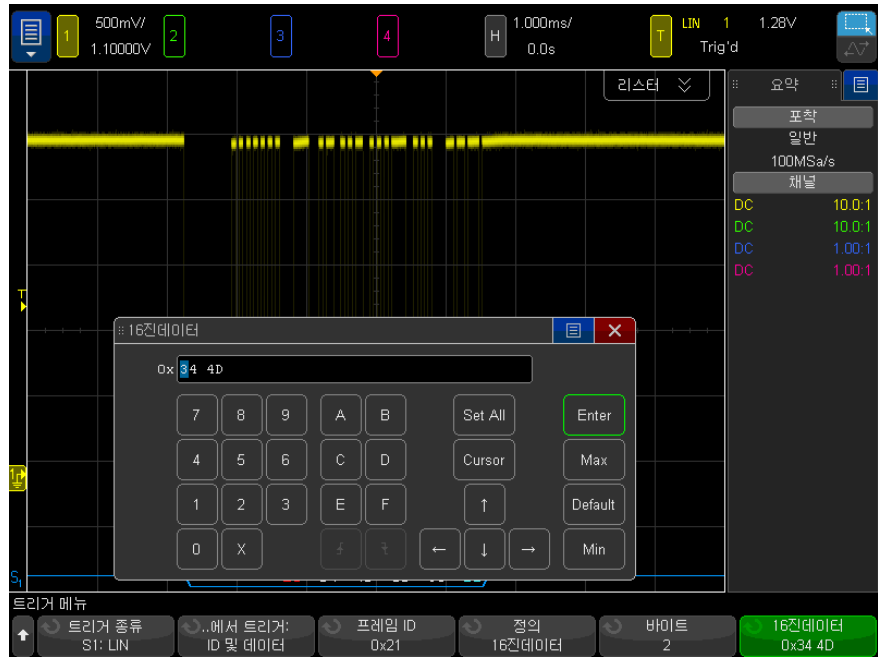 1 500mV/ 2 3 4 H 1.000ms/ T LIN 1 1.28V
1.10000V 0.0s Trig'd
리스터
요약
포착
일반
100MSa/s
채널
DC 10.0:1
DC 10.0:1
DC 1.00:1
DC 1.00:1
T
16진데이터
0x 34 4D
7 8 9 A B Set All Enter
4 5 6 C D Cursor Max
1 2 3 E F ↑ Default
0 X ← ↓ → Min
1
S1
트리거 메뉴
트리거 종류 ..에서 트리거: 프레임 ID 정의 바이트 16진데이터
S1: LIN ID 및 데이터 0x21 16진데이터 2 0x34 4D